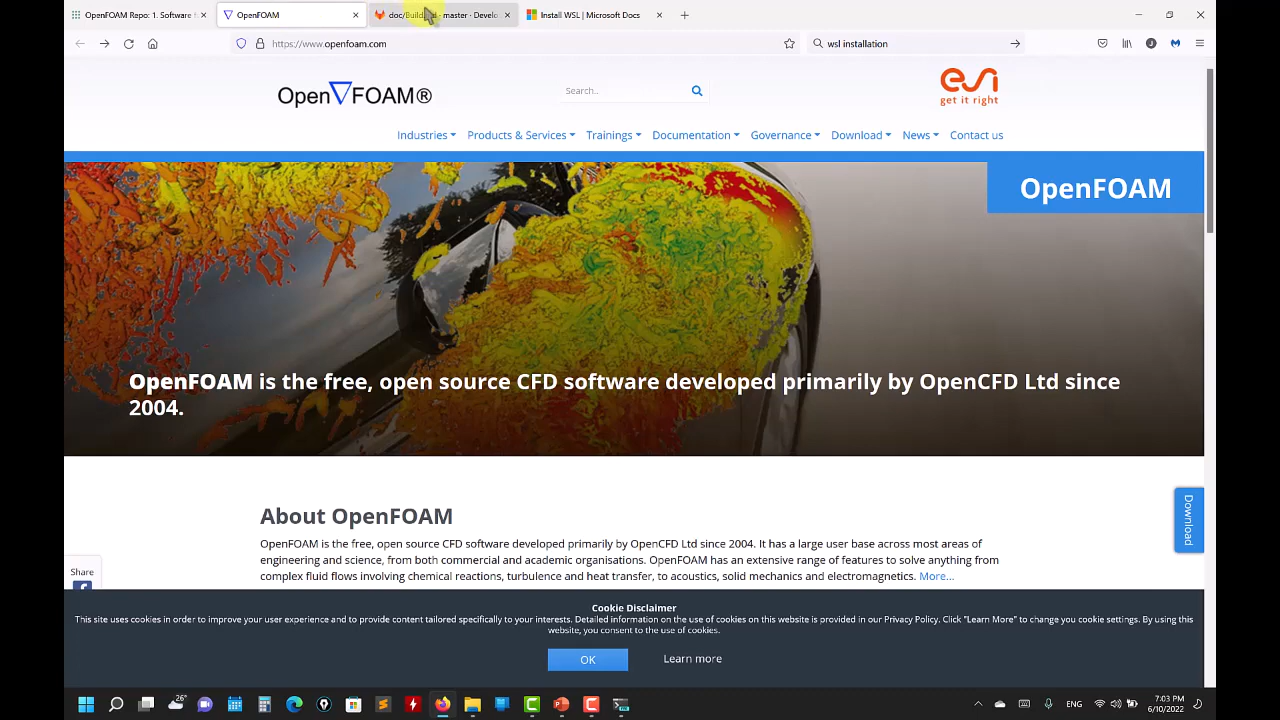 OpenFOAM Repo: 1. Software
OpenFOAM
doc/Build.md · master · Develo
Install WSL | Microsoft Docs
https://www.openfoam.com
wsl installation
Open FOAM®
Search..
esi
get it right
Industries
Products & Services
Trainings
Documentation
Governance
Download
News
Contact us
OpenFOAM
OpenFOAM is the free, open source CFD software developed primarily by OpenCFD Ltd since
2004.
Download
About OpenFOAM
OpenFOAM is the free, open source CFD software developed primarily by OpenCFD Ltd since 2004. It has a large user base across most areas of
engineering and science, from both commercial and academic organisations. OpenFOAM has an extensive range of features to solve anything from
complex fluid flows involving chemical reactions, turbulence and heat transfer, to acoustics, solid mechanics and electromagnetics. More...
Share
Cookie Disclaimer
This site uses cookies in order to improve your user experience and to provide content tailored specifically to your interests. Detailed information on the use of cookies on this website is provided in our Privacy Policy. Click "Learn More" to change you cookie settings. By using this
website, you consent to the use of cookies.
OK
Learn more
26°
ENG
7:03 PM
6/10/2022